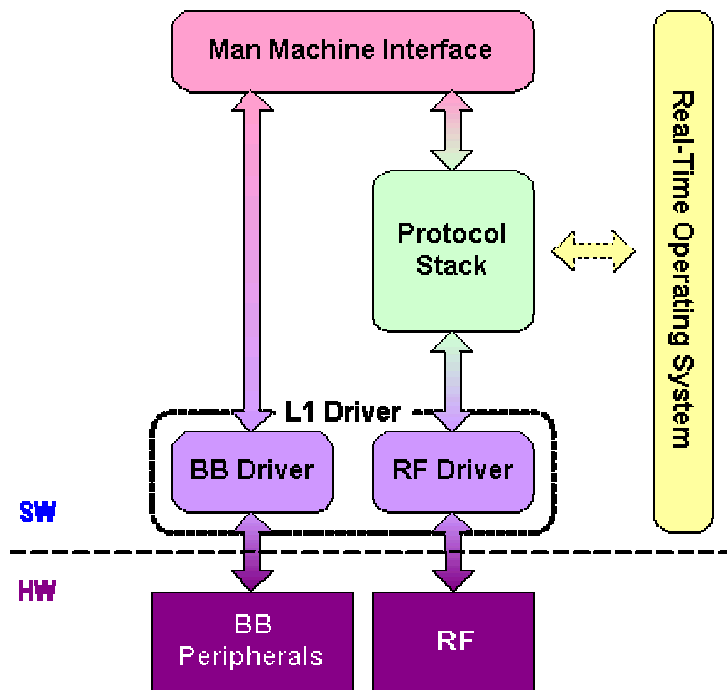 Man Machine Interface
Real-Time Operating System
Protocol
Stack
L1 Driver
BB Driver
RF Driver
SW
HW
BB
Peripherals
RF